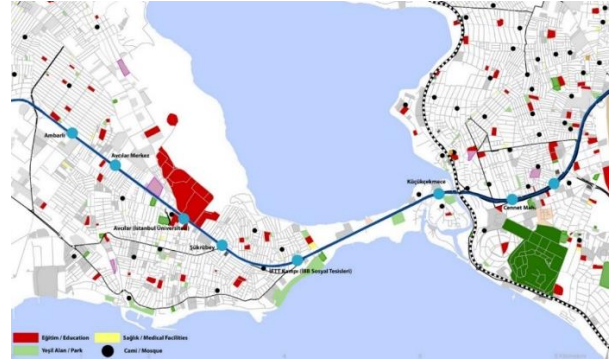 Ambarlı
Avcılar Merkez
Avcılar (İstanbul Üniversitesi)
Şükrübey
İETT Kampı (İBB Sosyal Tesisleri)
Küçükçekmece
Cennet Mah.
Eğitim / Education
Sağlık / Medical Facilities
Yeşil Alan / Park
Cami / Mosque